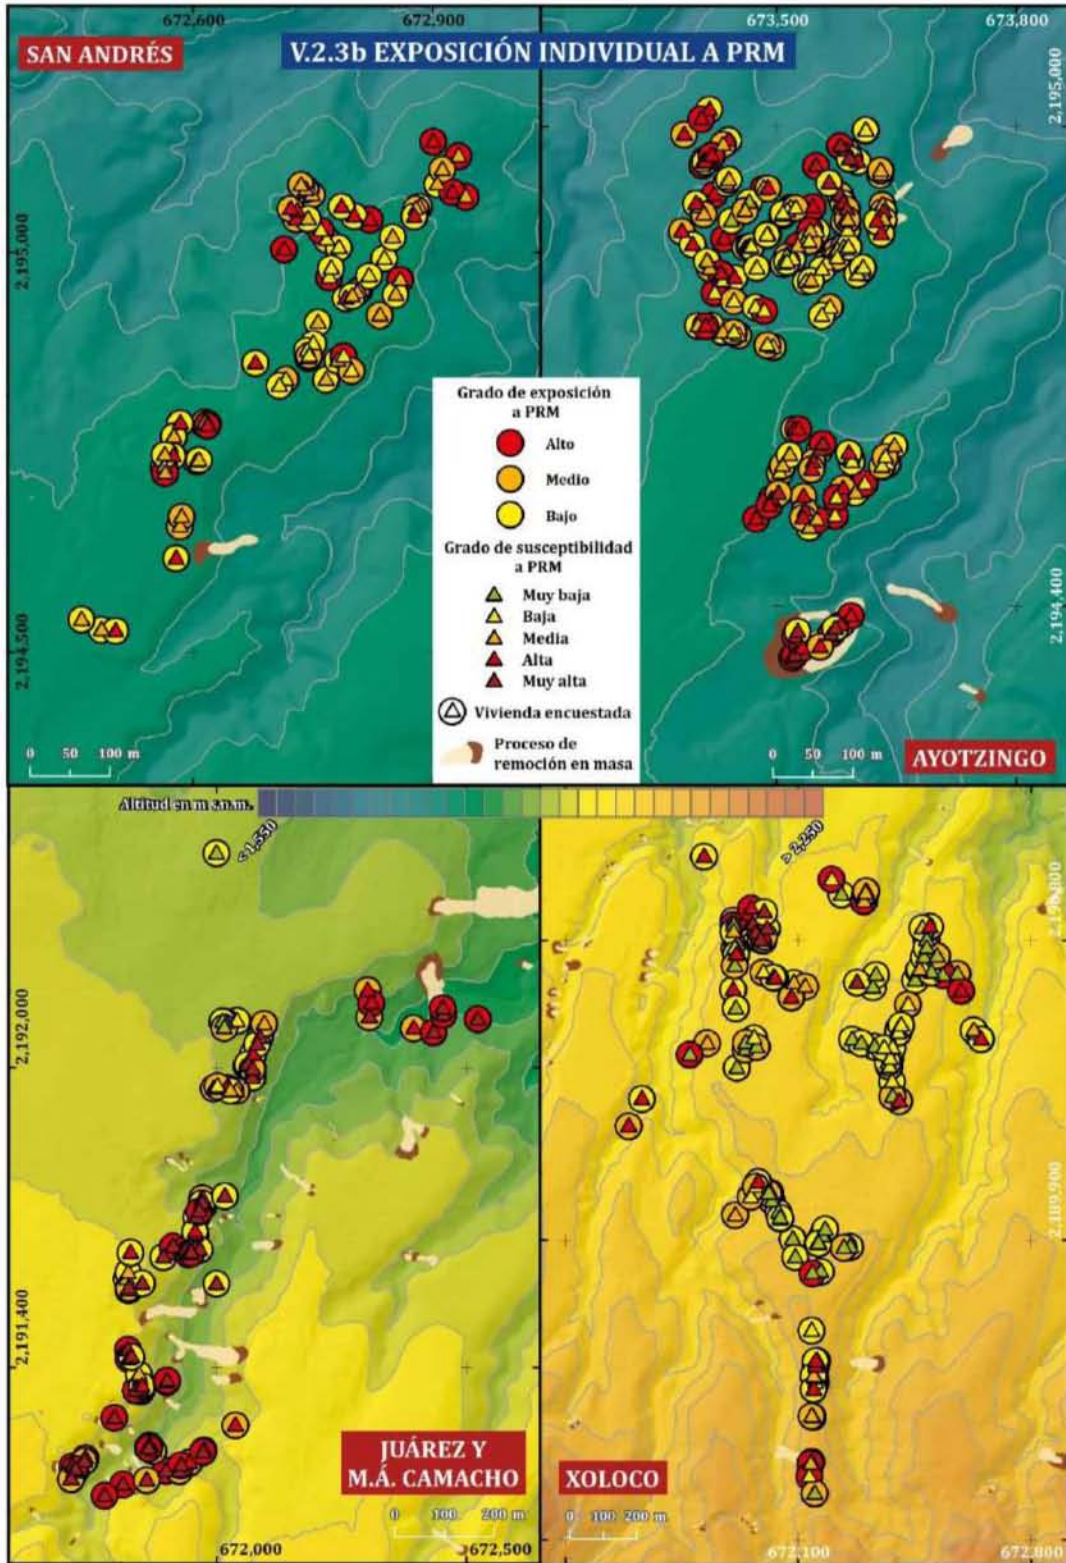 672,600
672,900
673,500
673,800
SAN ANDRÉS
V.2.3b EXPOSICIÓN INDIVIDUAL A PRM
2,195,000
2,195,000
Grado de exposición
a PRM
Alto
Medio
Bajo
Grado de susceptibilidad
a PRM
Muy baja
Baja
Media
Alta
Muy alta
Vivienda encuestada
Proceso de
remoción en masa
2,194,500
2,194,400
0 50 100 m
0 50 100 m
AYOTZINGO
Altitud en m s.n.m.
< 1,550
> 2,250
2,190,800
2,192,000
2,189,900
2,191,400
JUÁREZ Y
M.Á. CAMACHO
XOLOCO
0 100 200 m
0 100 200 m
672,000
672,500
672,100
672,800